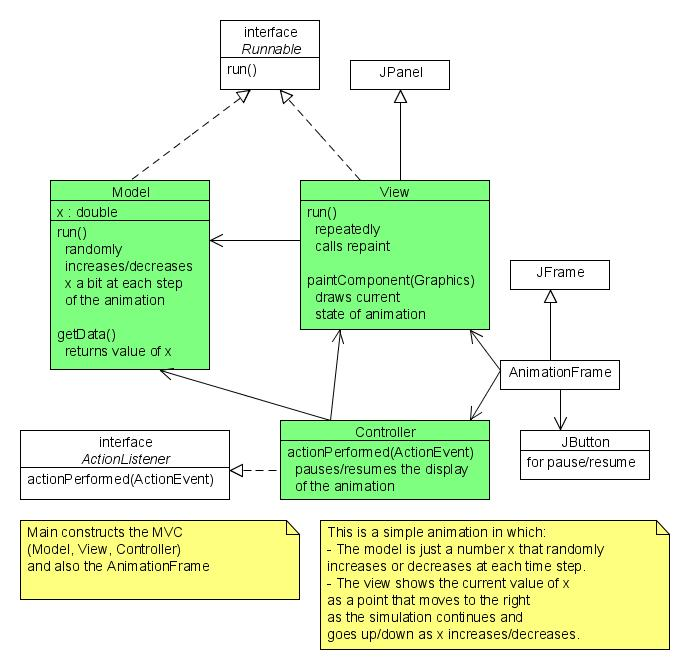 interface
Runnable
run()
JPanel
Model
x : double
run()
randomly
increases/decreases
x a bit at each step
of the animation
getData()
returns value of x
View
run()
repeatedly
calls repaint
paintComponent(Graphics)
draws current
state of animation
JFrame
AnimationFrame
JButton
for pause/resume
Controller
actionPerformed(ActionEvent)
pauses/resumes the display
of the animation
interface
ActionListener
actionPerformed(ActionEvent)
Main constructs the MVC
(Model, View, Controller)
and also the AnimationFrame
This is a simple animation in which:
- The model is just a number x that randomly
increases or decreases at each time step.
- The view shows the current value of x
as a point that moves to the right
as the simulation continues and
goes up/down as x increases/decreases.